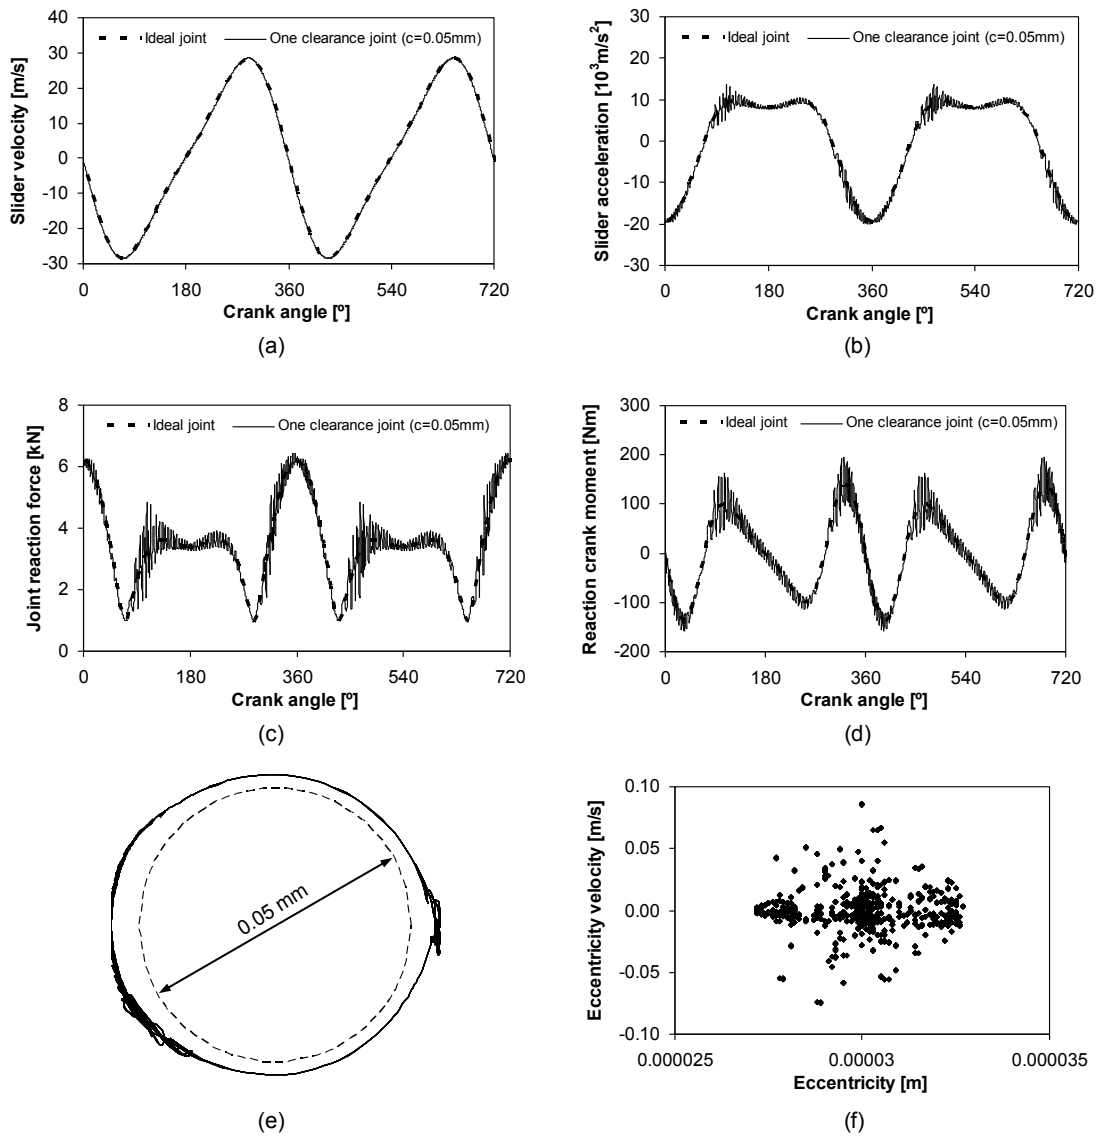 Slider velocity [m/s]
40
30
20
10
0
-10
-20
-30
Ideal joint
One clearance joint (c=0.05mm)
0 180 360 540 720
Crank angle [º]
(a)
Slider acceleration [10³m/s²]
30
20
10
0
-10
-20
-30
Ideal joint
One clearance joint (c=0.05mm)
0 180 360 540 720
Crank angle [º]
(b)
Joint reaction force [kN]
8
6
4
2
0
Ideal joint
One clearance joint (c=0.05mm)
0 180 360 540 720
Crank angle [º]
(c)
Reaction crank moment [Nm]
300
200
100
0
-100
-200
Ideal joint
One clearance joint (c=0.05mm)
0 180 360 540 720
Crank angle [º]
(d)
0.05 mm
(e)
Eccentricity velocity [m/s]
0.10
0.05
0.00
-0.05
-0.10
0.000025 0.00003 0.000035
Eccentricity [m]
(f)